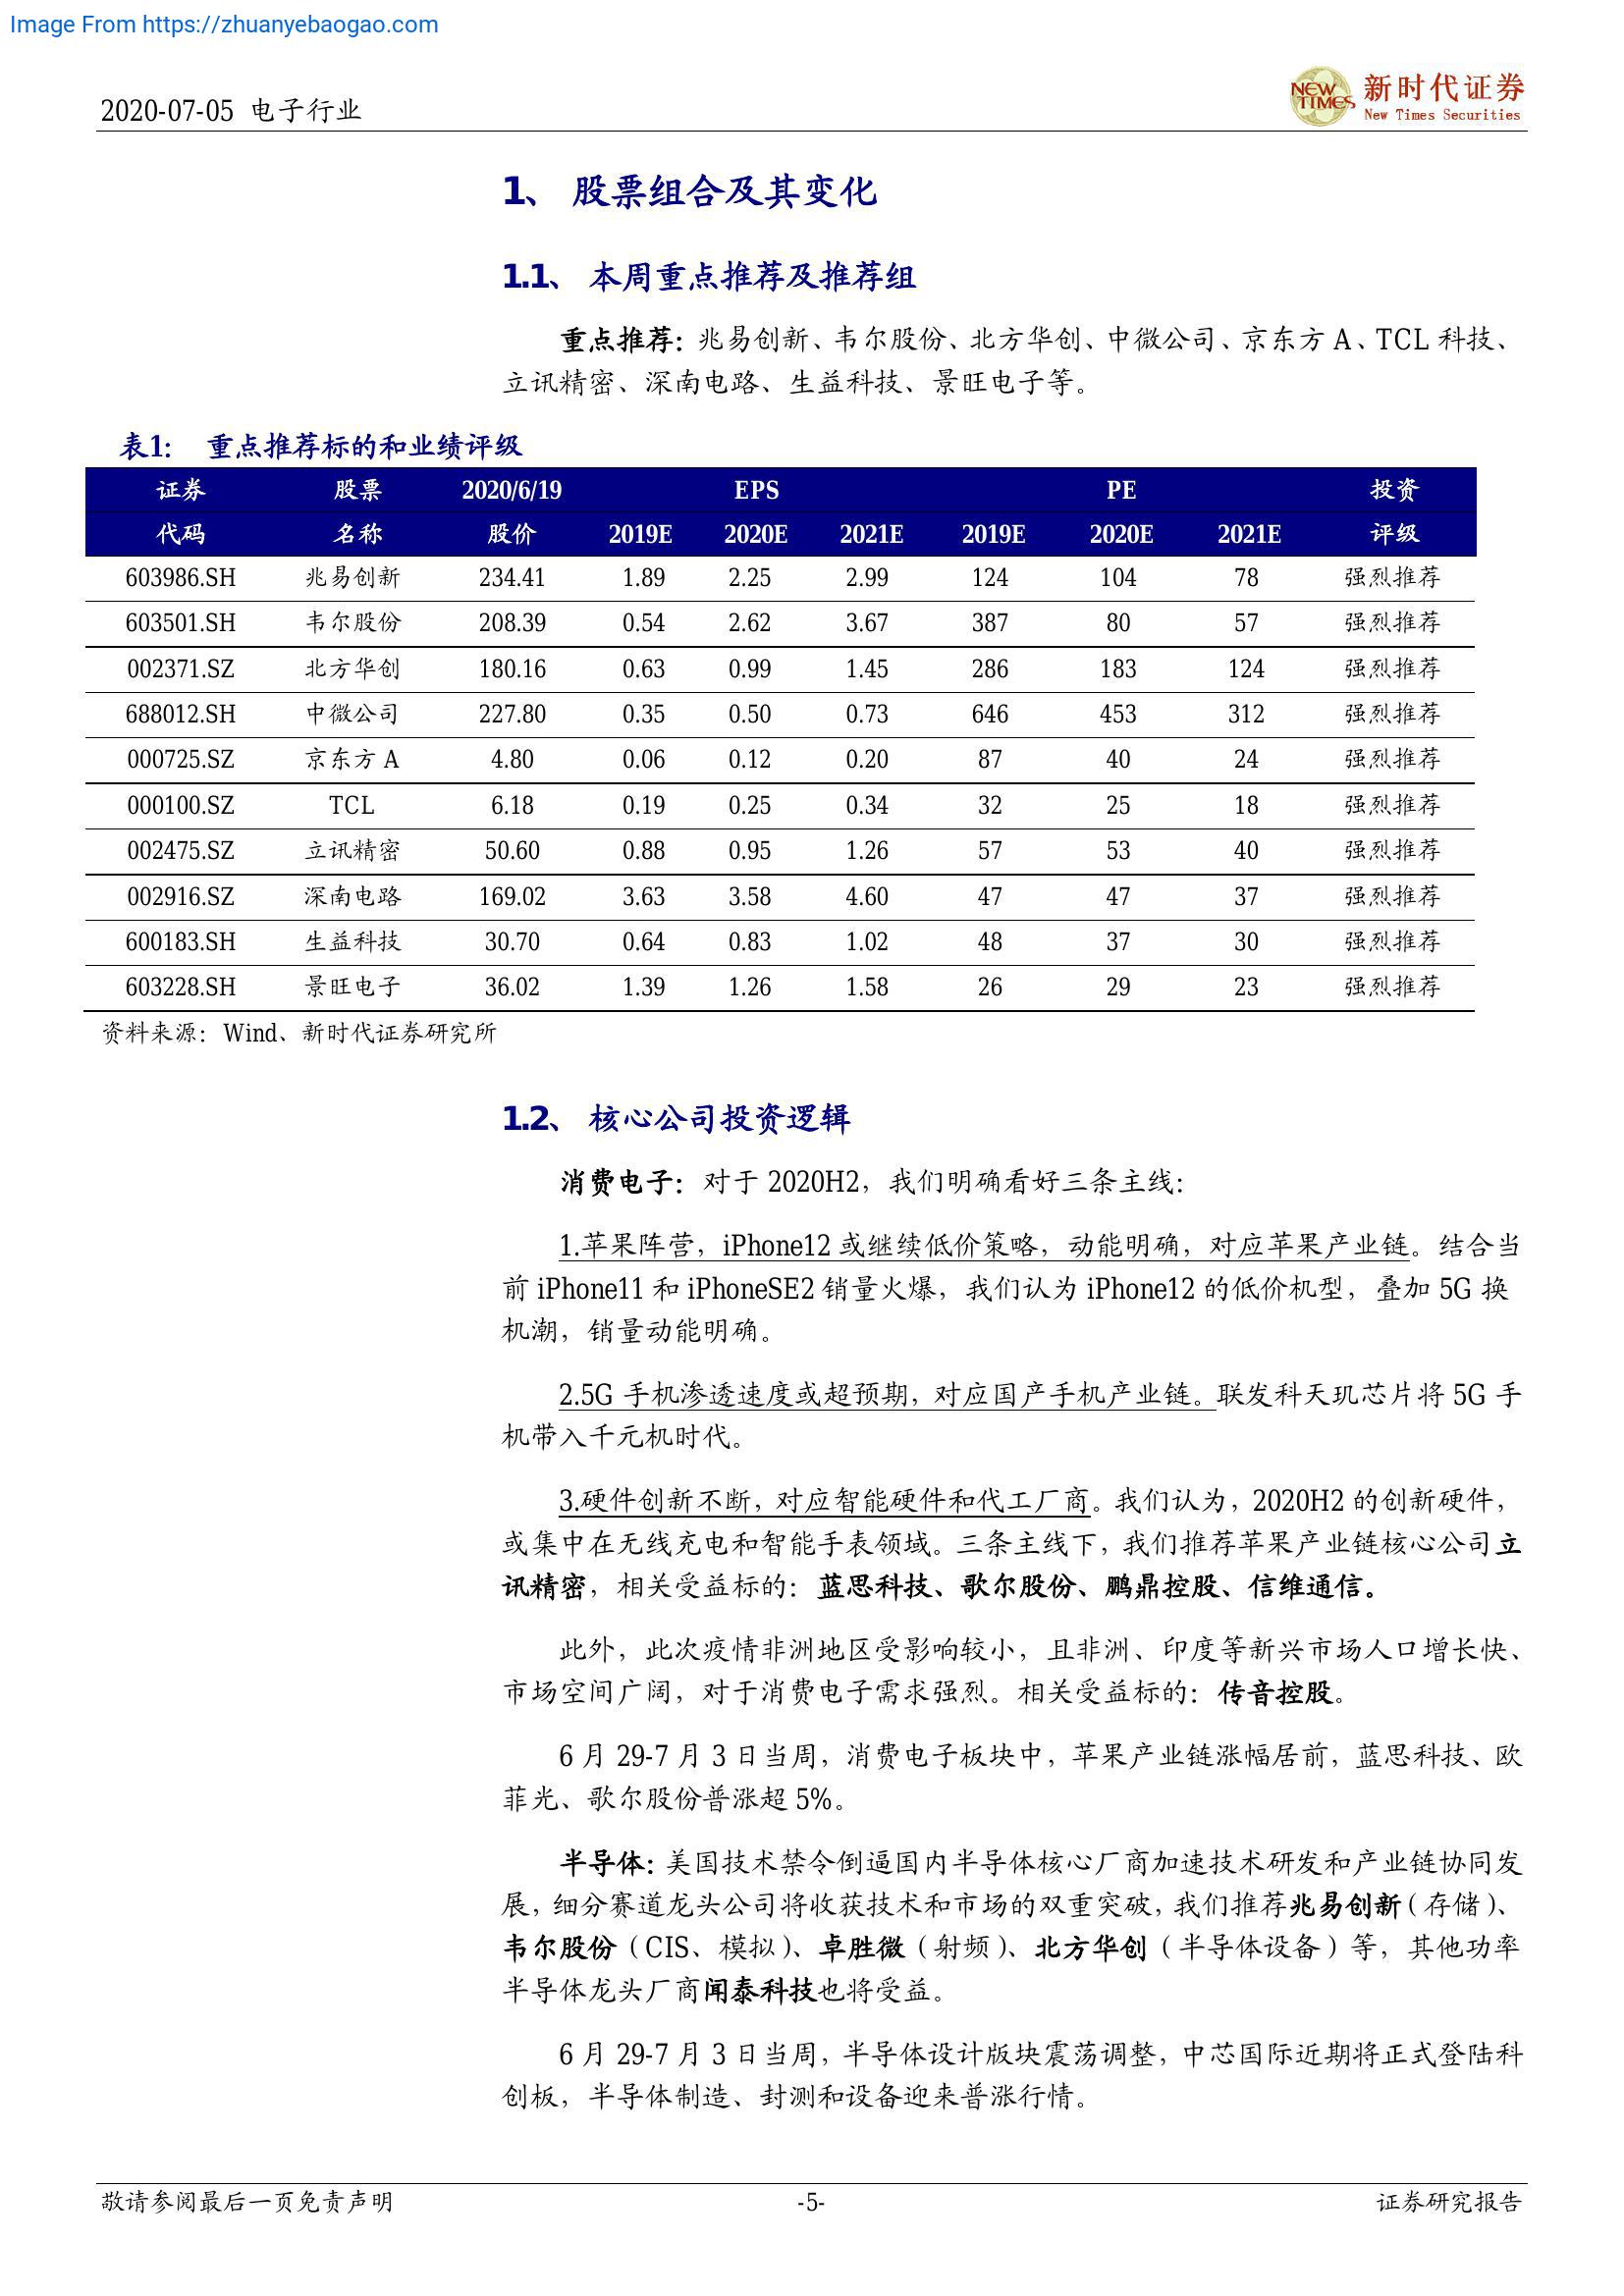 Image From https://zhuanyebaogao.com
2020-07-05 电子行业
NEW TIMES
新时代证券
New Times Securities
1、 股票组合及其变化
1.1、 本周重点推荐及推荐组
重点推荐：兆易创新、韦尔股份、北方华创、中微公司、京东方 A、TCL 科技、
立讯精密、深南电路、生益科技、景旺电子等。
表1： 重点推荐标的和业绩评级
证券 股票 2020/6/19 EPS PE 投资
代码 名称 股价 2019E 2020E 2021E 2019E 2020E 2021E 评级
603986.SH 兆易创新 234.41 1.89 2.25 2.99 124 104 78 强烈推荐
603501.SH 韦尔股份 208.39 0.54 2.62 3.67 387 80 57 强烈推荐
002371.SZ 北方华创 180.16 0.63 0.99 1.45 286 183 124 强烈推荐
688012.SH 中微公司 227.80 0.35 0.50 0.73 646 453 312 强烈推荐
000725.SZ 京东方 A 4.80 0.06 0.12 0.20 87 40 24 强烈推荐
000100.SZ TCL 6.18 0.19 0.25 0.34 32 25 18 强烈推荐
002475.SZ 立讯精密 50.60 0.88 0.95 1.26 57 53 40 强烈推荐
002916.SZ 深南电路 169.02 3.63 3.58 4.60 47 47 37 强烈推荐
600183.SH 生益科技 30.70 0.64 0.83 1.02 48 37 30 强烈推荐
603228.SH 景旺电子 36.02 1.39 1.26 1.58 26 29 23 强烈推荐
资料来源：Wind、新时代证券研究所
1.2、 核心公司投资逻辑
消费电子：对于 2020H2，我们明确看好三条主线：
1.苹果阵营，iPhone12 或继续低价策略，动能明确，对应苹果产业链。结合当
前 iPhone11 和 iPhoneSE2 销量火爆，我们认为 iPhone12 的低价机型，叠加 5G 换
机潮，销量动能明确。
2.5G 手机渗透速度或超预期，对应国产手机产业链。联发科天玑芯片将 5G 手
机带入千元机时代。
3.硬件创新不断，对应智能硬件和代工厂商。我们认为，2020H2 的创新硬件，
或集中在无线充电和智能手表领域。三条主线下，我们推荐苹果产业链核心公司立
讯精密，相关受益标的：蓝思科技、歌尔股份、鹏鼎控股、信维通信。
此外，此次疫情非洲地区受影响较小，且非洲、印度等新兴市场人口增长快、
市场空间广阔，对于消费电子需求强烈。相关受益标的：传音控股。
6 月 29-7 月 3 日当周，消费电子板块中，苹果产业链涨幅居前，蓝思科技、欧
菲光、歌尔股份普涨超 5%。
半导体：美国技术禁令倒逼国内半导体核心厂商加速技术研发和产业链协同发
展，细分赛道龙头公司将收获技术和市场的双重突破，我们推荐兆易创新（存储）、
韦尔股份（CIS、模拟）、卓胜微（射频）、北方华创（半导体设备）等，其他功率
半导体龙头厂商闻泰科技也将受益。
6 月 29-7 月 3 日当周，半导体设计版块震荡调整，中芯国际近期将正式登陆科
创板，半导体制造、封测和设备迎来普涨行情。
敬请参阅最后一页免责声明 -5- 证券研究报告